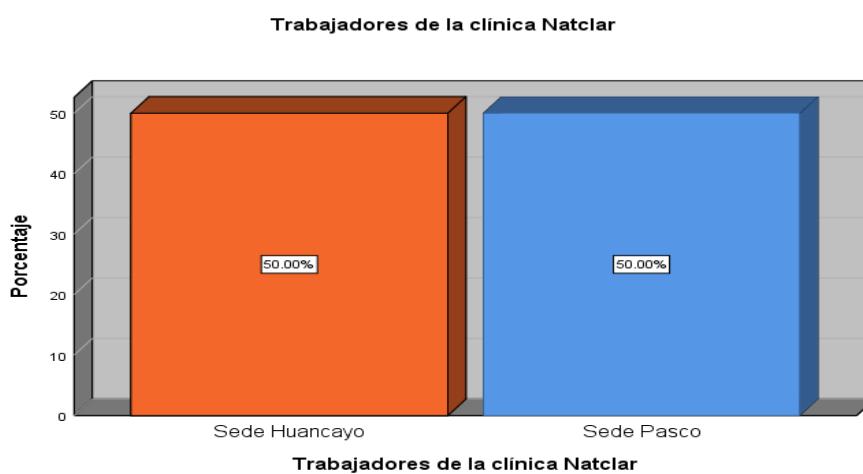 Trabajadores de la clínica Natclar
Porcentaje
50
40
30
20
10
0
50.00%
50.00%
Sede Huancayo
Sede Pasco
Trabajadores de la clínica Natclar